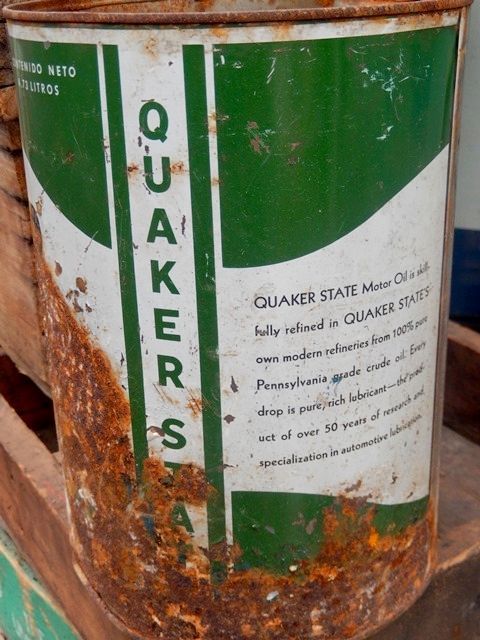 NTENIDO NETO
.73 LITROS
QUAKER STA
QUAKER STATE Motor Oil is skill-
fully refined in QUAKER STATE'S
own modern refineries from 100% pure
Pennsylvania grade crude oil. Every
drop is pure, rich lubricant—the prod-
uct of over 50 years of research and
specialization in automotive lubrication.